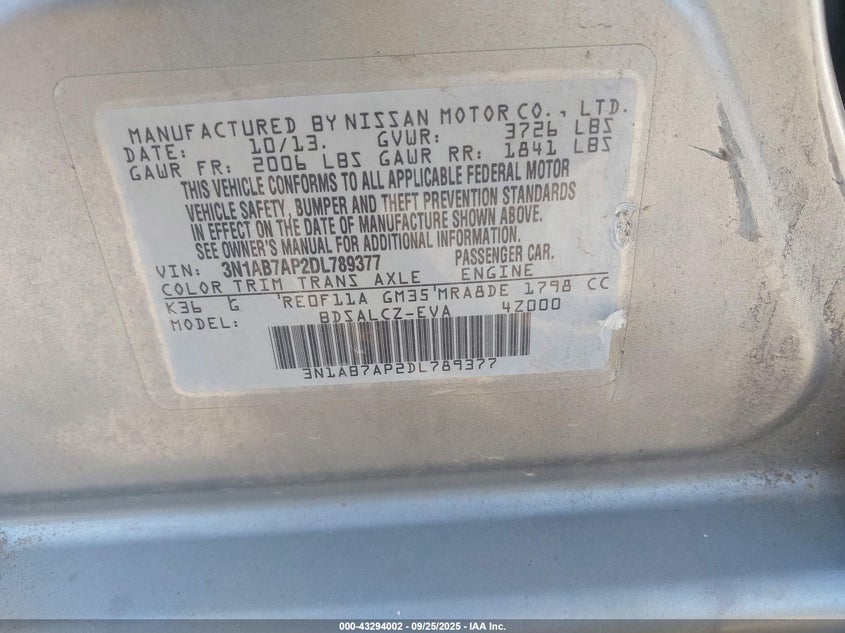 MANUFACTURED BY NISSAN MOTOR CO., LTD.
DATE: 10/13. GVWR: 3726 LBS
GAWR FR: 2006 LBS GAWR RR: 1841 LBS
THIS VEHICLE CONFORMS TO ALL APPLICABLE FEDERAL MOTOR
VEHICLE SAFETY, BUMPER AND THEFT PREVENTION STANDARDS
IN EFFECT ON THE DATE OF MANUFACTURE SHOWN ABOVE.
SEE OWNER'S MANUAL FOR ADDITIONAL INFORMATION.
VIN: 3N1AB7AP2DL789377 PASSENGER CAR.
COLOR TRIM TRANS AXLE ENGINE
K36 G 'RE0F11A GM35'MRA8DE 1798 CC
MODEL: BDSALCZ-EVA 4Z000
3N1AB7AP2DL789377
000-43294002 - 09/25/2025 - IAA Inc.